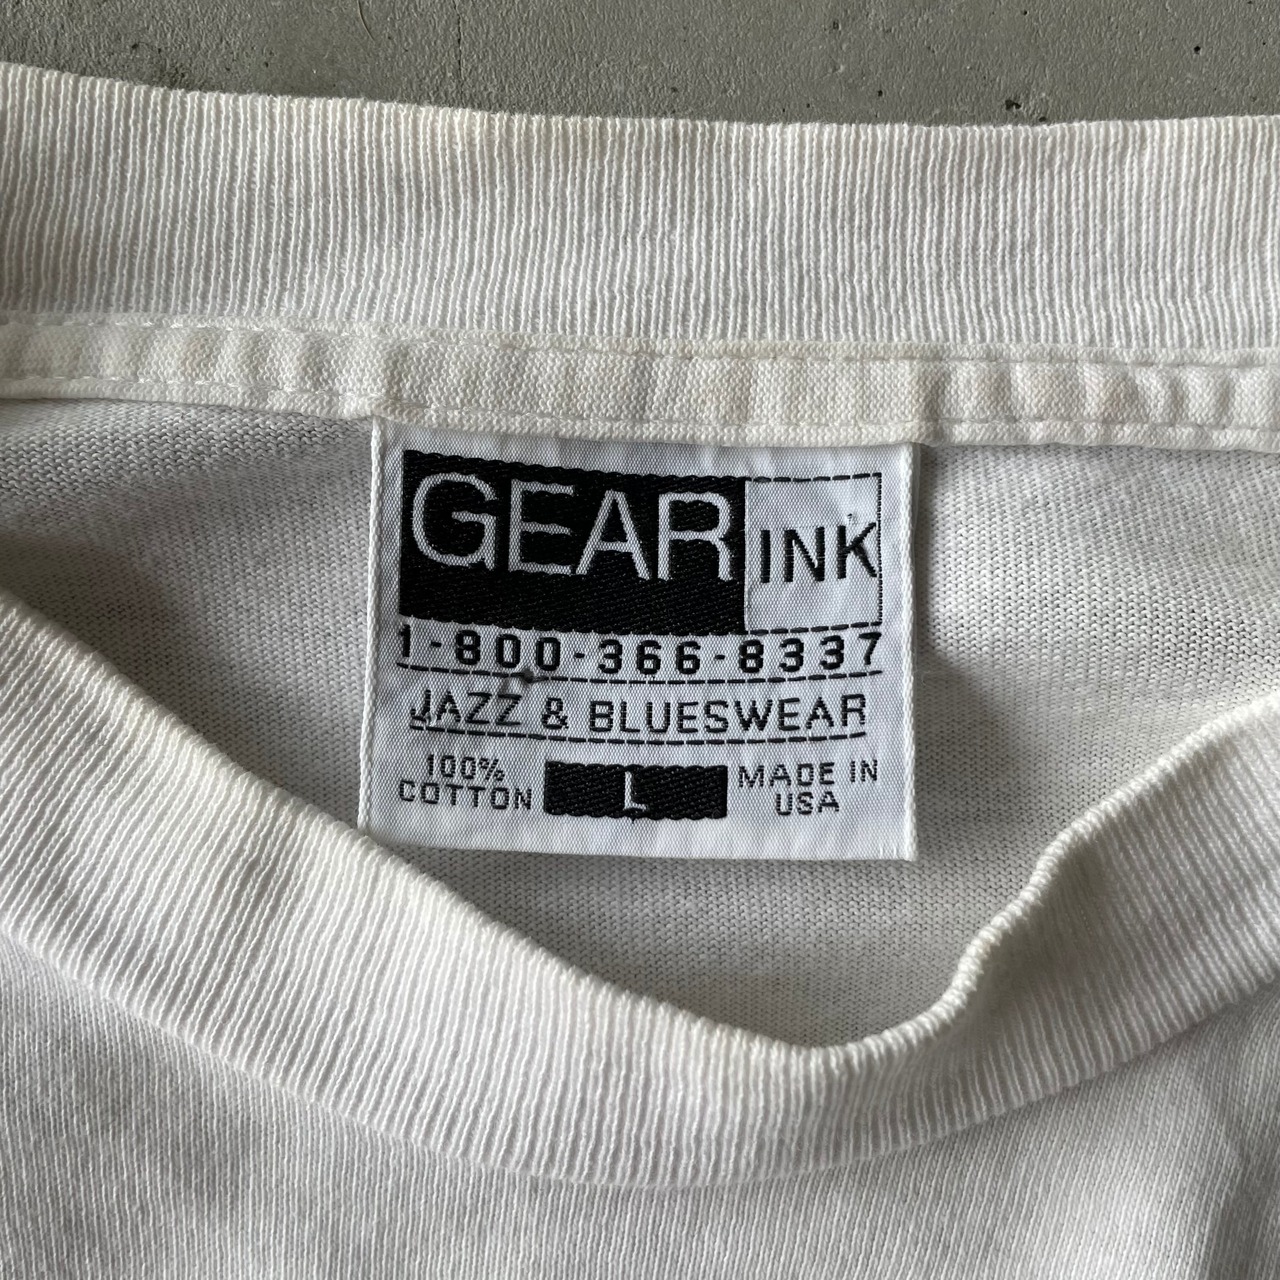 GEAR INK
1-800-366-8337
JAZZ & BLUESWEAR
100% COTTON
L
MADE IN USA